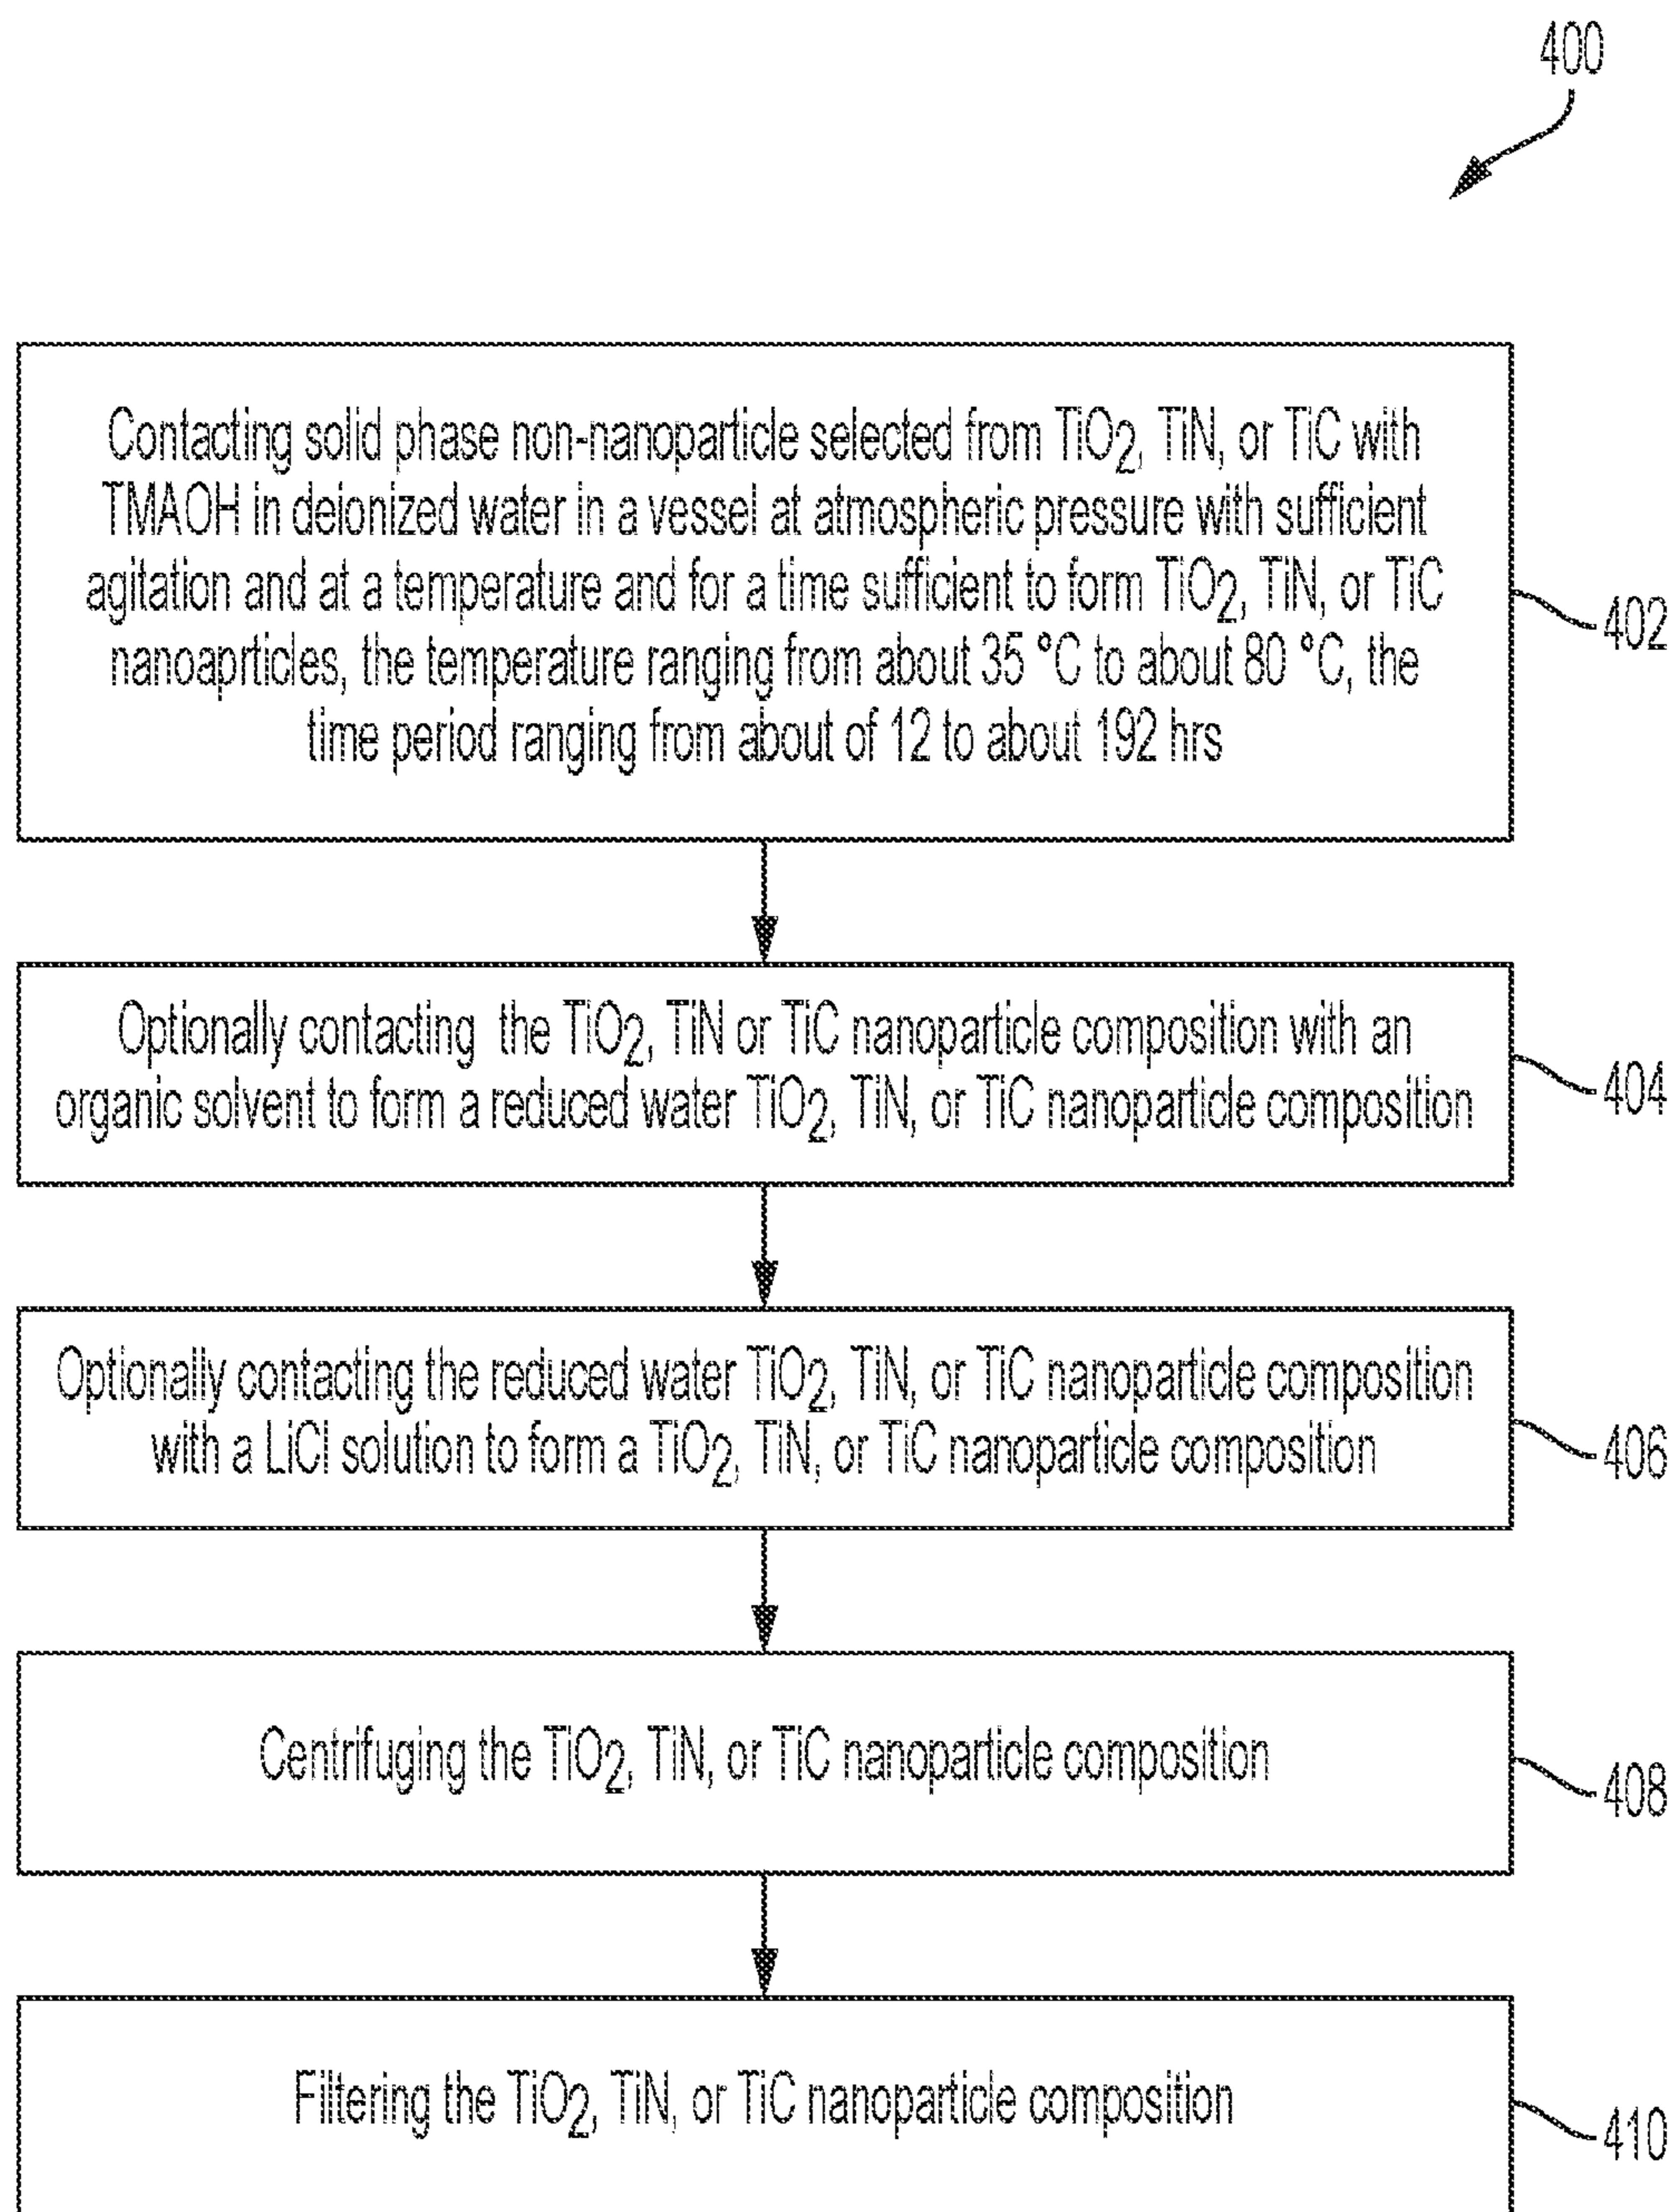 400
Contacting solid phase non-nanoparticle selected from TiO2, TiN, or TiC with
TMAOH in deionized water in a vessel at atmospheric pressure with sufficient
agitation and at a temperature and for a time sufficient to form TiO2, TiN, or TiC
nanoaprticles, the temperature ranging from about 35 °C to about 80 °C, the
time period ranging from about of 12 to about 192 hrs
402
Optionally contacting the TiO2, TiN or TiC nanoparticle composition with an
organic solvent to form a reduced water TiO2, TiN, or TiC nanoparticle composition
404
Optionally contacting the reduced water TiO2, TiN, or TiC nanoparticle composition
with a LiCl solution to form a TiO2, TiN, or TiC nanoparticle composition
406
Centrifuging the TiO2, TiN, or TiC nanoparticle composition
408
Filtering the TiO2, TiN, or TiC nanoparticle composition
410